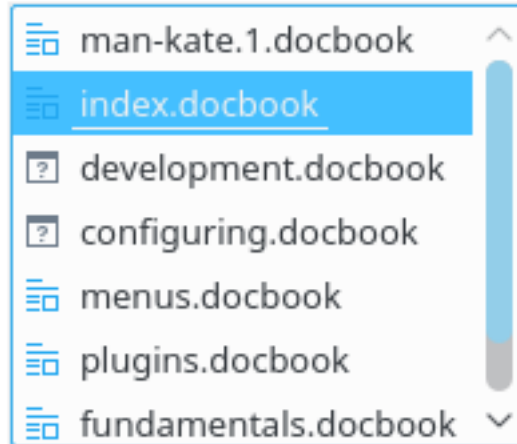 man-kate.1.docbook
index.docbook
development.docbook
configuring.docbook
menus.docbook
plugins.docbook
fundamentals.docbook